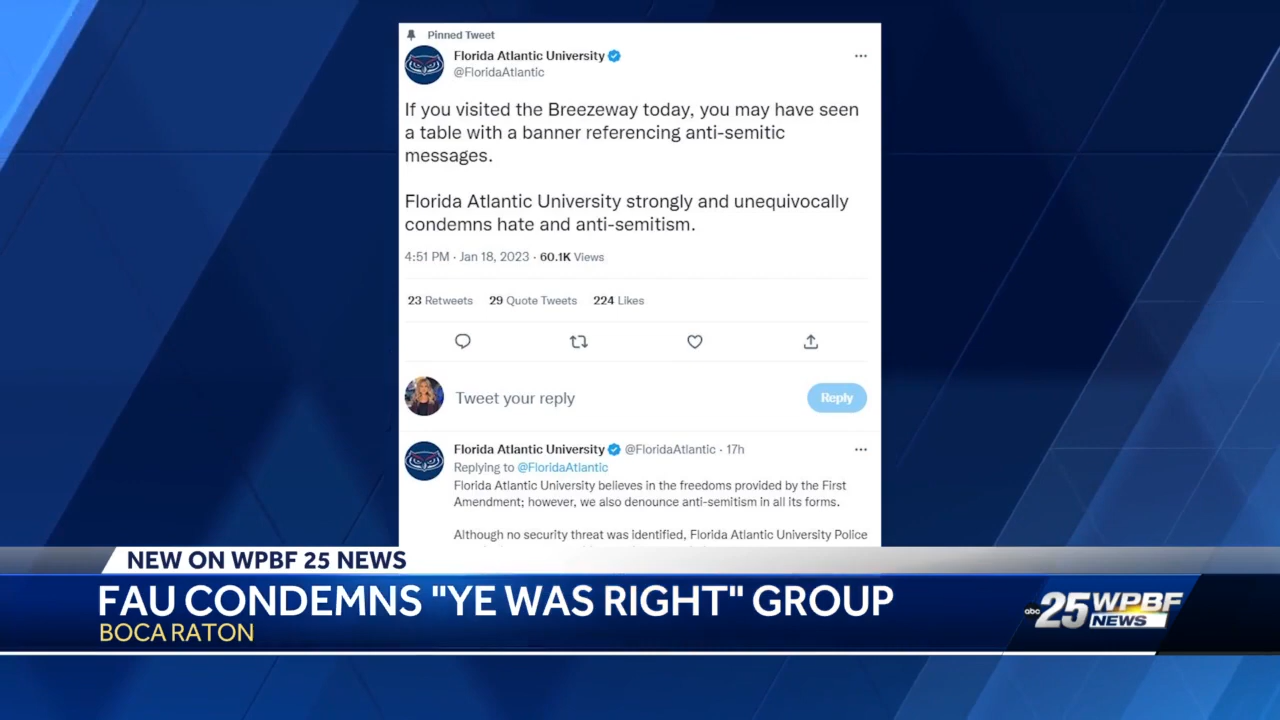 Pinned Tweet
Florida Atlantic University
@FloridaAtlantic
If you visited the Breezeway today, you may have seen
a table with a banner referencing anti-semitic
messages.
Florida Atlantic University strongly and unequivocally
condemns hate and anti-semitism.
4:51 PM · Jan 18, 2023 · 60.1K Views
23 Retweets 29 Quote Tweets 224 Likes
Tweet your reply
Reply
Florida Atlantic University @FloridaAtlantic · 17h
Replying to @FloridaAtlantic
Florida Atlantic University believes in the freedoms provided by the First
Amendment; however, we also denounce anti-semitism in all its forms.
Although no security threat was identified, Florida Atlantic University Police
NEW ON WPBF 25 NEWS
FAU CONDEMNS "YE WAS RIGHT" GROUP
BOCA RATON
abc 25 WPBF
NEWS